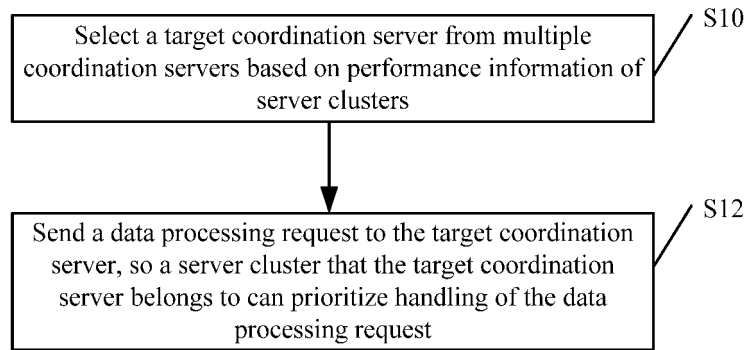 Select a target coordination server from multiple
coordination servers based on performance information of
server clusters
S10
Send a data processing request to the target coordination
server, so a server cluster that the target coordination
server belongs to can prioritize handling of the data
processing request
S12